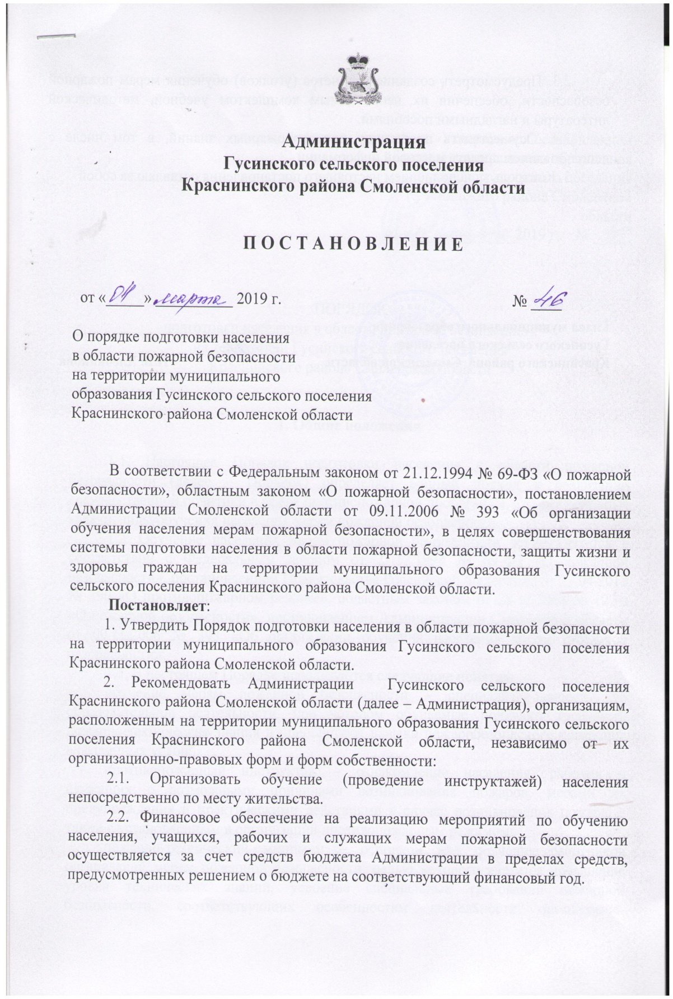 Администрация
Гусинского сельского поселения
Краснинского района Смоленской области
П О С Т А Н О В Л Е Н И Е
от «01» марта 2019 г. № 46
О порядке подготовки населения
в области пожарной безопасности
на территории муниципального
образования Гусинского сельского поселения
Краснинского района Смоленской области
В соответствии с Федеральным законом от 21.12.1994 № 69-ФЗ «О пожарной
безопасности», областным законом «О пожарной безопасности», постановлением
Администрации Смоленской области от 09.11.2006 № 393 «Об организации
обучения населения мерам пожарной безопасности», в целях совершенствования
системы подготовки населения в области пожарной безопасности, защиты жизни и
здоровья граждан на территории муниципального образования Гусинского
сельского поселения Краснинского района Смоленской области.
Постановляет:
1. Утвердить Порядок подготовки населения в области пожарной безопасности
на территории муниципального образования Гусинского сельского поселения
Краснинского района Смоленской области.
2. Рекомендовать Администрации Гусинского сельского поселения
Краснинского района Смоленской области (далее – Администрация), организациям,
расположенным на территории муниципального образования Гусинского сельского
поселения Краснинского района Смоленской области, независимо от их
организационно-правовых форм и форм собственности:
2.1. Организовать обучение (проведение инструктажей) населения
непосредственно по месту жительства.
2.2. Финансовое обеспечение на реализацию мероприятий по обучению
населения, учащихся, рабочих и служащих мерам пожарной безопасности
осуществляется за счет средств бюджета Администрации в пределах средств,
предусмотренных решением о бюджете на соответствующий финансовый год.